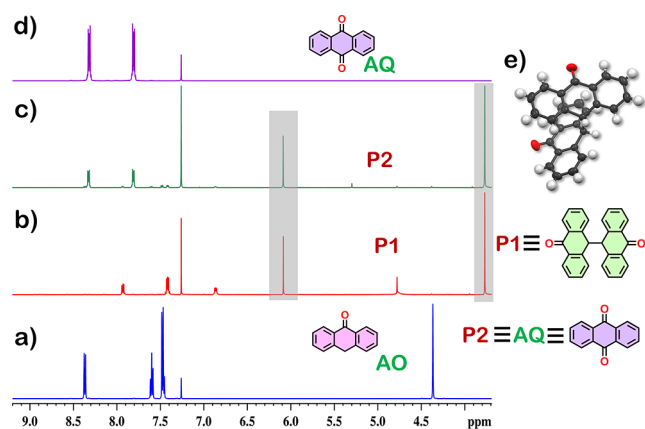 d)
O
O
AQ
e)
c)
P2
b)
P1
P1≡
O
O
a)
O
AO
P2≡AQ≡
O
O
9.0 8.5 8.0 7.5 7.0 6.5 6.0 5.5 5.0 4.5 ppm